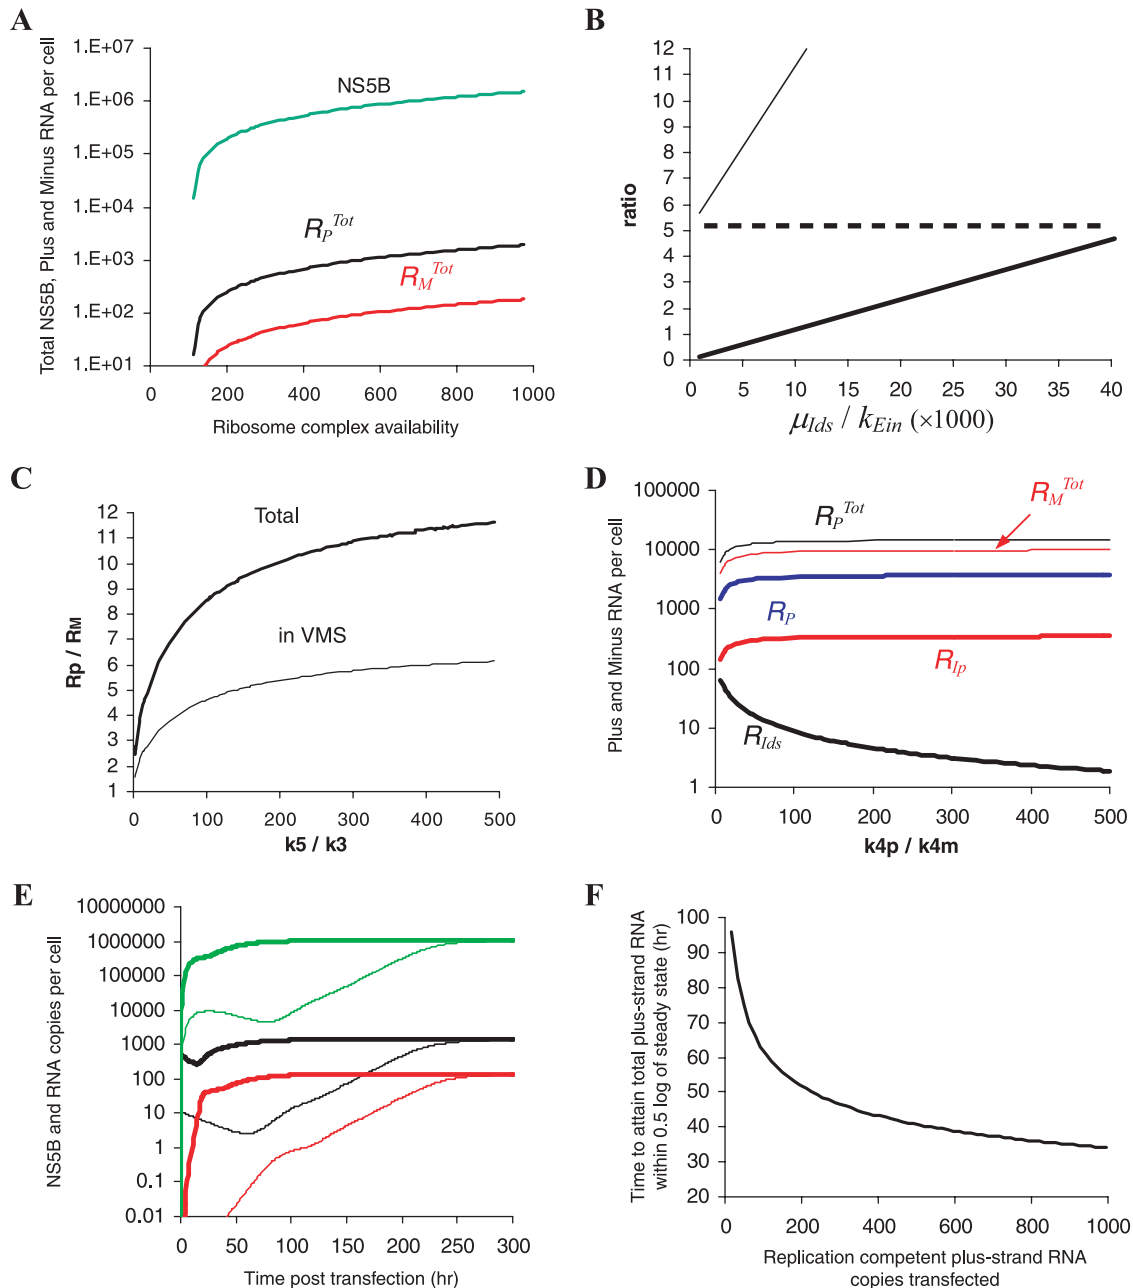 A
Total NS5B, Plus and Minus RNA per cell
1.E+07
1.E+06
1.E+05
1.E+04
1.E+03
1.E+02
1.E+01
NS5B
R_P^Tot
R_M^Tot
0 200 400 600 800 1000
Ribosome complex availability
B
ratio
12
11
10
9
8
7
6
5
4
3
2
1
0
0 5 10 15 20 25 30 35 40
μ_Ids / k_Ein (×1000)
C
Rp / RM
12
11
10
9
8
7
6
5
4
3
2
1
Total
in VMS
0 100 200 300 400 500
k5 / k3
D
Plus and Minus RNA per cell
100000
10000
1000
100
10
1
R_P^Tot
R_M^Tot
R_P
R_Ip
R_Ids
0 100 200 300 400 500
k4p / k4m
E
NS5B and RNA copies per cell
10000000
1000000
100000
10000
1000
100
10
1
0.1
0.01
0 50 100 150 200 250 300
Time post transfection (hr)
F
Time to attain total plus-strand RNA
within 0.5 log of steady state (hr)
100
90
80
70
60
50
40
30
20
0 200 400 600 800 1000
Replication competent plus-strand RNA
copies transfected